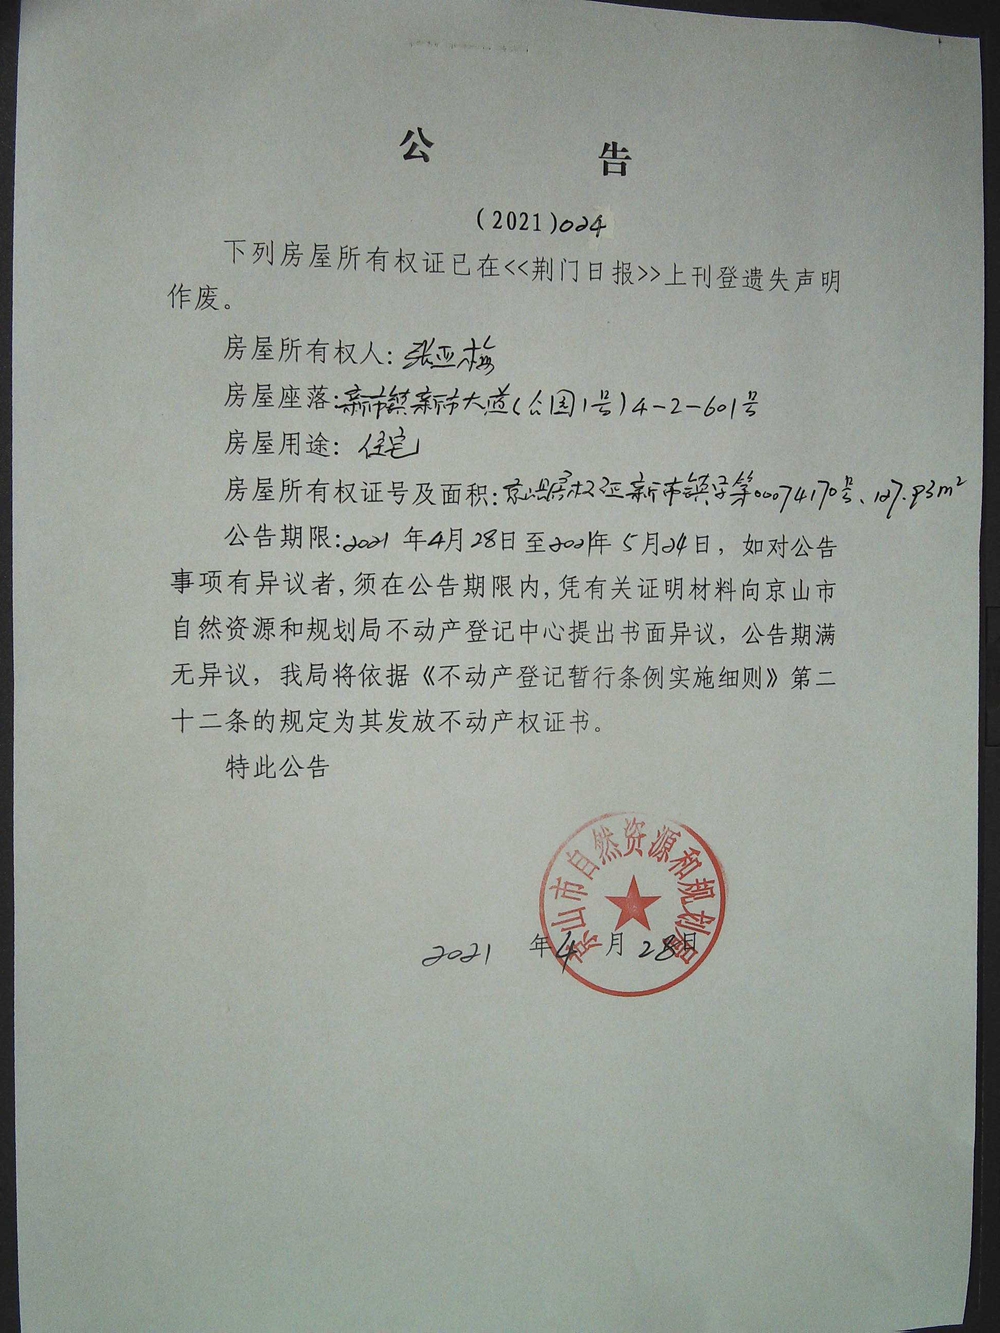 公 告
(2021)024
下列房屋所有权证已在<<荆门日报>>上刊登遗失声明
作废。
房屋所有权人：张亚梅
房屋座落：新市镇新市大道(公园1号)4-2-601号
房屋用途：住宅
房屋所有权证号及面积：京山县房权证新市镇字第00074170号、127.93m²
公告期限：2021 年4月28日至2021年 5月24日，如对公告
事项有异议者，须在公告期限内，凭有关证明材料向京山市
自然资源和规划局不动产登记中心提出书面异议，公告期满
无异议，我局将依据《不动产登记暂行条例实施细则》第二
十二条的规定为其发放不动产权证书。
特此公告
京山市自然资源和规划局
2021 年4月28日